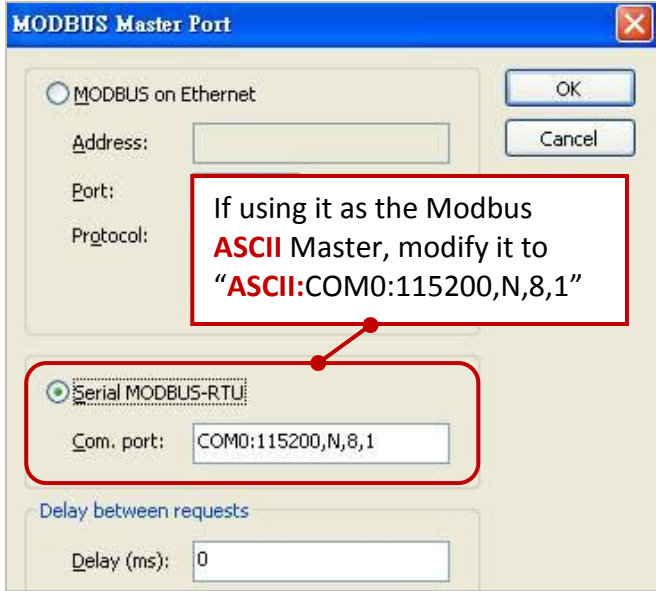 MODBUS Master Port
MODBUS on Ethernet
OK
Address:
Cancel
Port:
Protocol:
If using it as the Modbus
ASCII Master, modify it to
“ASCII:COM0:115200,N,8,1”
Serial MODBUS-RTU
Com. port: COM0:115200,N,8,1
Delay between requests
Delay (ms): 0